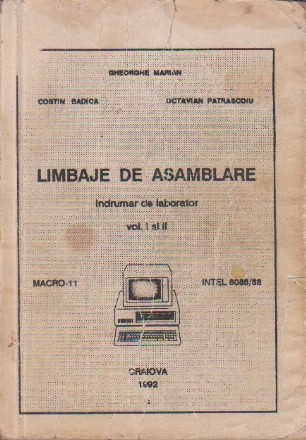 GHEORGHE MARIAN
COSTIN BADICA OCTAVIAN PATRASCOIU
LIMBAJE DE ASAMBLARE
Indrumar de laborator
vol. I si II
MACRO-11 INTEL 8086/88
CRAIOVA
1992